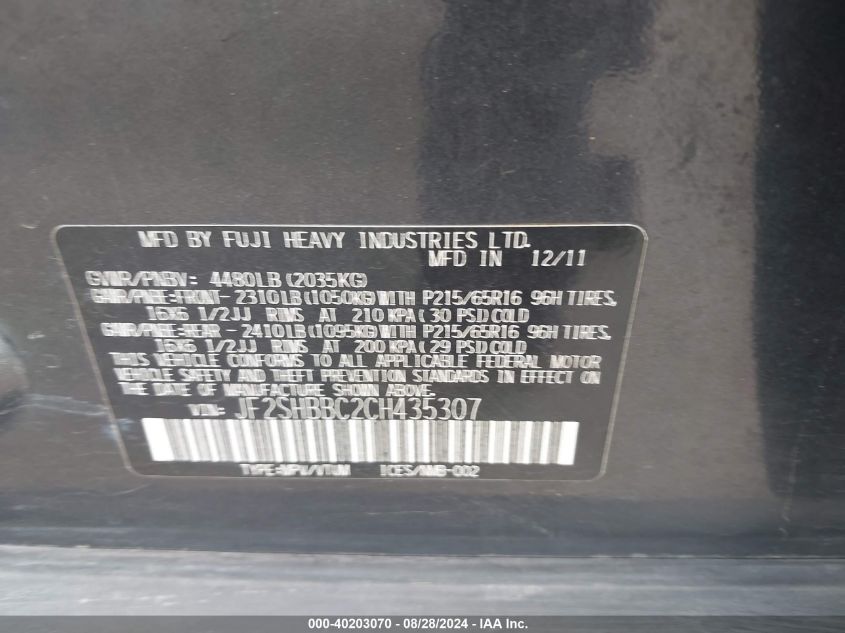 MFD BY FUJI HEAVY INDUSTRIES LTD.
MFD IN 12/11
GVWR/PNBV: 4480LB (2035KG)
GAWR/PNBE:FRONT-2310LB(1050KG)WITH P215/65R16 96H TIRES,
16X6 1/2JJ RIMS AT 210 KPA( 30 PSI)COLD
GAWR/PNBE:REAR - 2410LB(1095KG)WITH P215/65R16 96H TIRES,
16X6 1/2JJ RIMS AT 200 KPA( 29 PSI)COLD
THIS VEHICLE CONFORMS TO ALL APPLICABLE FEDERAL MOTOR
VEHICLE SAFETY AND THEFT PREVENTION STANDARDS IN EFFECT ON
THE DATE OF MANUFACTURE SHOWN ABOVE.
VIN: JF2SHBBC2CH435307
TYPE:MPV/VTUM ICES/NMB-002
000-40203070 - 08/28/2024 - IAA Inc.